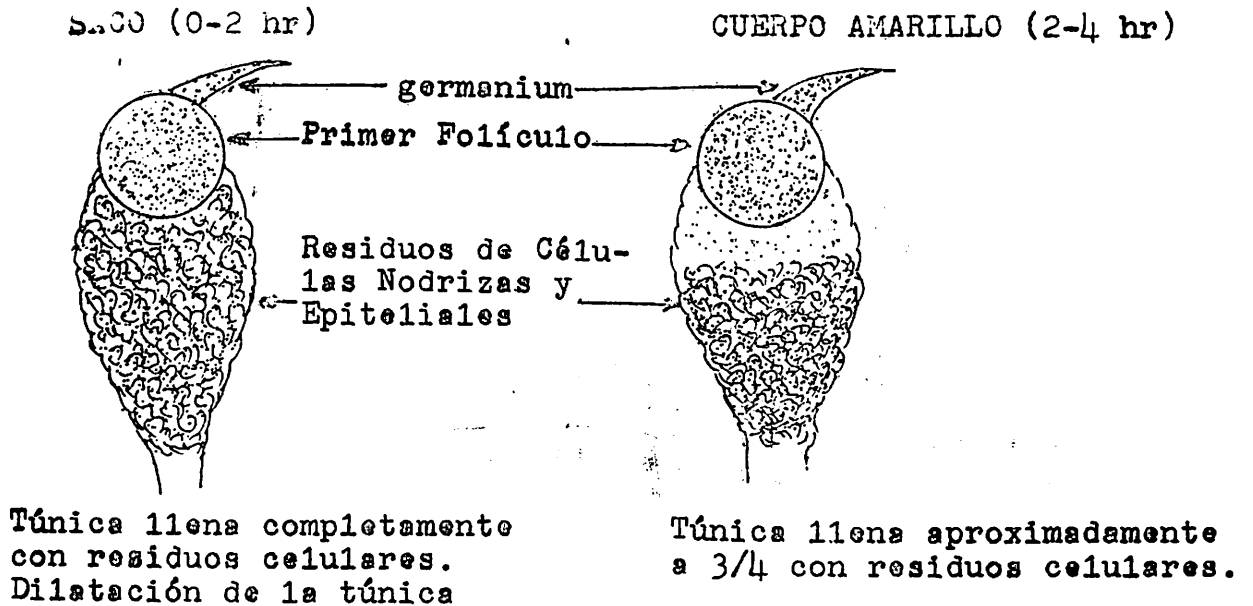 (0-2 hr)
CUERPO AMARILLO (2-4 hr)
germanium
Primer Folículo
Residuos de Célu-
las Nodrizas y
Epiteliales
Túnica llena completamente
con residuos celulares.
Dilatación de la túnica
Túnica llena aproximadamente
a 3/4 con residuos celulares.